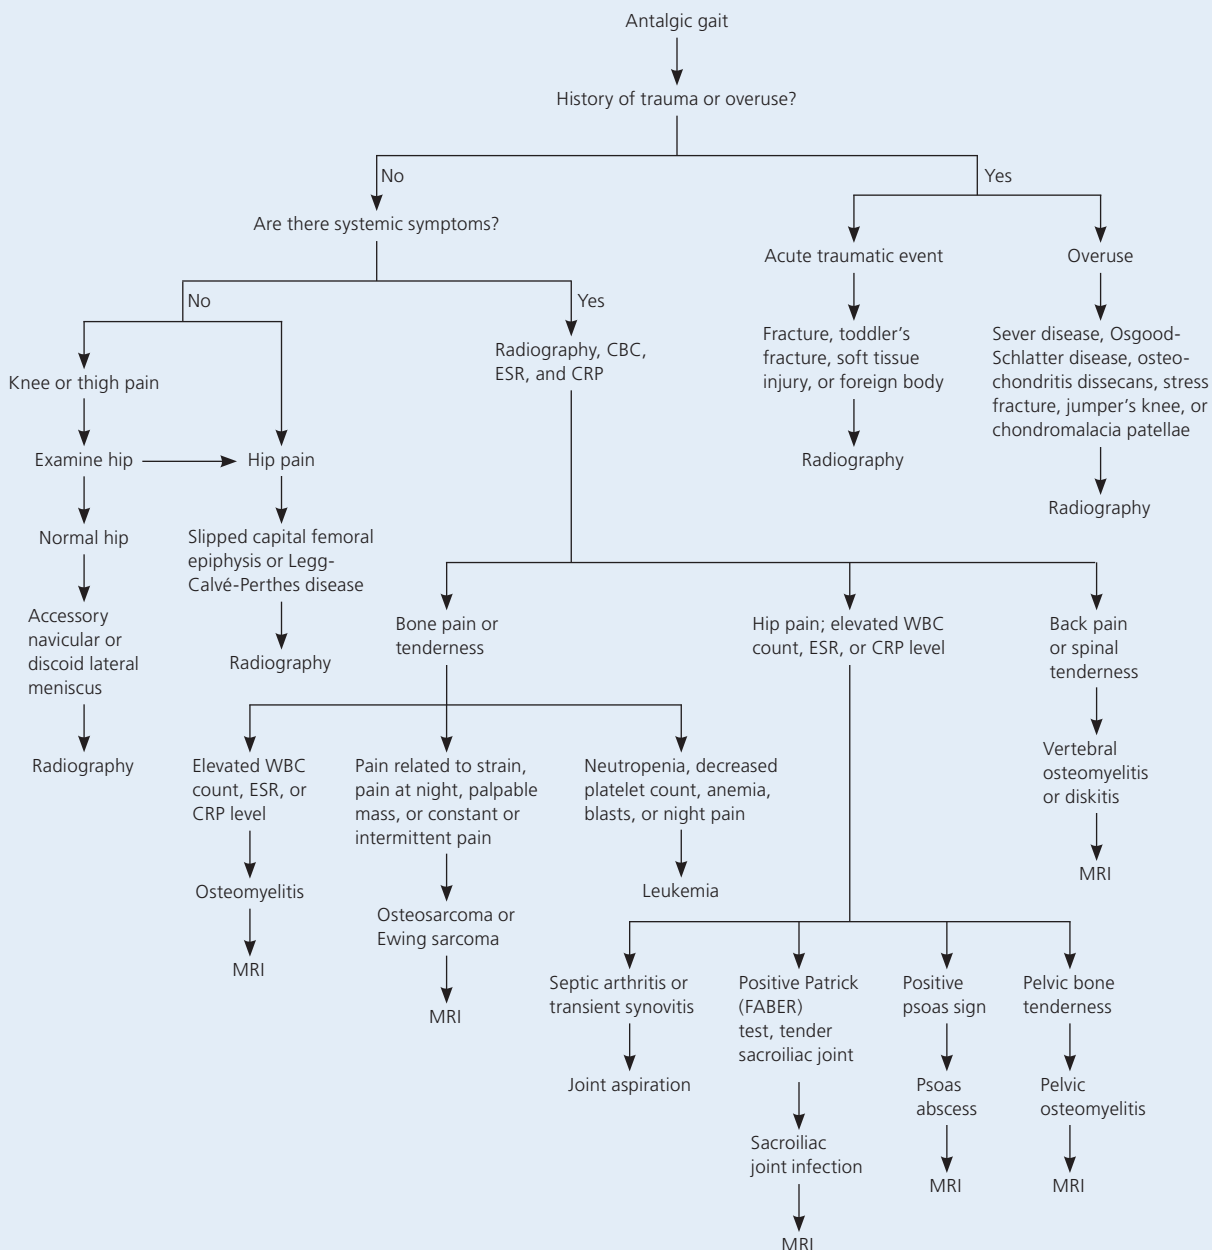 Antalgic gait
History of trauma or overuse?
No
Yes
Are there systemic symptoms?
Acute traumatic event
Overuse
No
Yes
Fracture, toddler’s
fracture, soft tissue
injury, or foreign body
Sever disease, Osgood-
Schlatter disease, osteo-
chondritis dissecans, stress
fracture, jumper’s knee, or
chondromalacia patellae
Radiography, CBC,
ESR, and CRP
Knee or thigh pain
Examine hip
Hip pain
Radiography
Radiography
Normal hip
Slipped capital femoral
epiphysis or Legg-
Calvé-Perthes disease
Accessory
navicular or
discoid lateral
meniscus
Radiography
Radiography
Bone pain or
tenderness
Hip pain; elevated WBC
count, ESR, or CRP level
Back pain
or spinal
tenderness
Elevated WBC
count, ESR, or
CRP level
Pain related to strain,
pain at night, palpable
mass, or constant or
intermittent pain
Neutropenia, decreased
platelet count, anemia,
blasts, or night pain
Vertebral
osteomyelitis
or diskitis
Osteomyelitis
Leukemia
MRI
Osteosarcoma or
Ewing sarcoma
MRI
MRI
Septic arthritis or
transient synovitis
Positive Patrick
(FABER)
test, tender
sacroiliac joint
Positive
psoas sign
Pelvic bone
tenderness
Joint aspiration
Psoas
abscess
Pelvic
osteomyelitis
Sacroiliac
joint infection
MRI
MRI
MRI